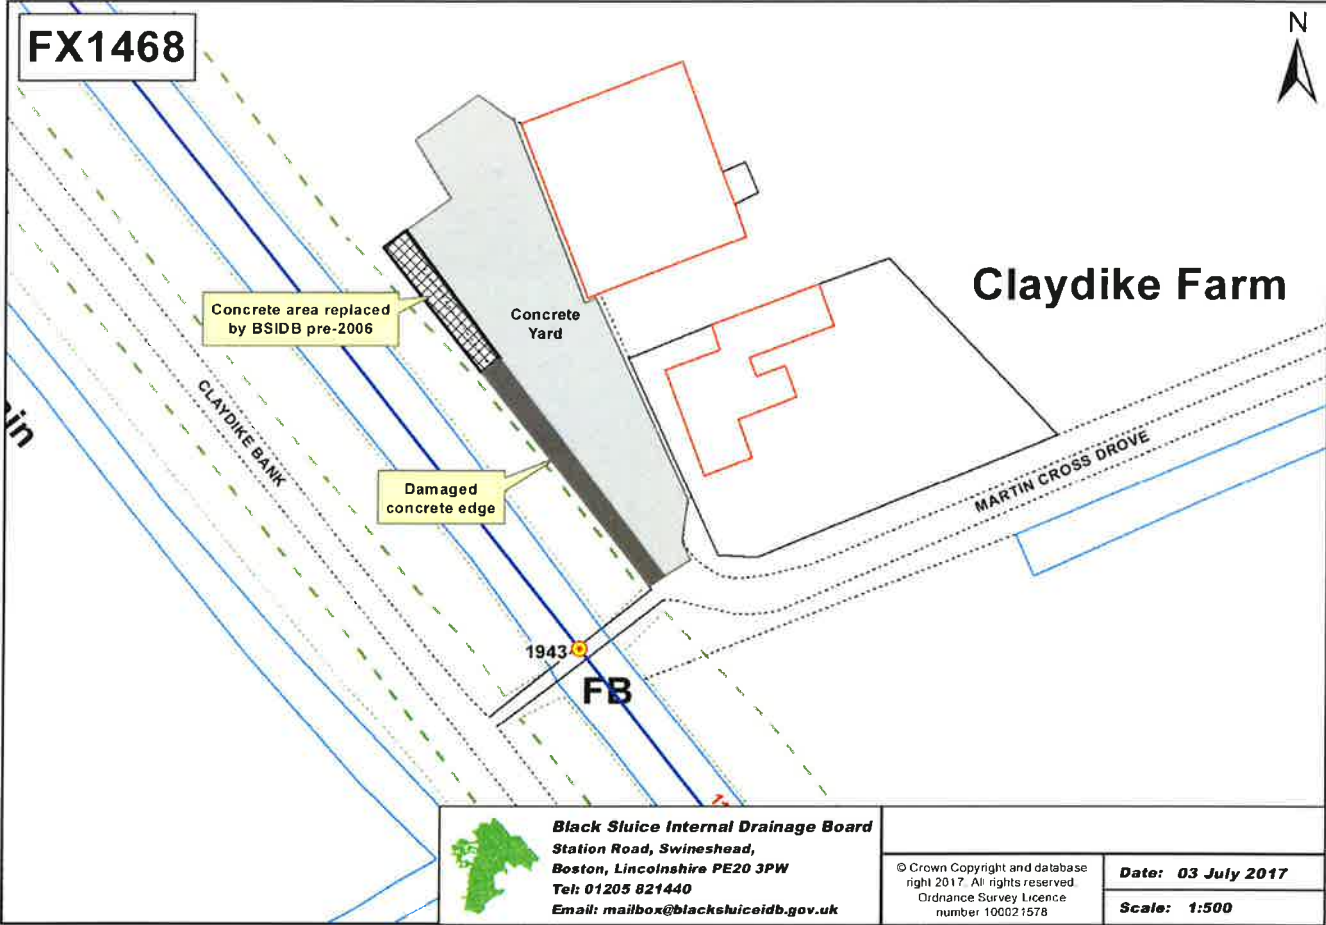 FX1468
N
Claydike Farm
Concrete area replaced
by BSIDB pre-2006
Concrete
Yard
CLAYDIKE BANK
Damaged
concrete edge
MARTIN CROSS DROVE
1943
FB
Black Sluice Internal Drainage Board
Station Road, Swineshead,
Boston, Lincolnshire PE20 3PW
Tel: 01205 821440
Email: mailbox@blacksluiceidb.gov.uk
© Crown Copyright and database
right 2017. All rights reserved.
Ordnance Survey Licence
number 100021578
Date: 03 July 2017
Scale: 1:500